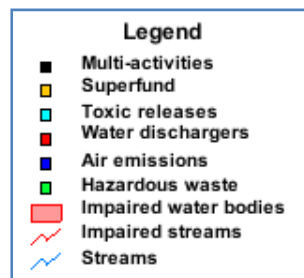 Legend
Multi-activities
Superfund
Toxic releases
Water dischargers
Air emissions
Hazardous waste
Impaired water bodies
Impaired streams
Streams